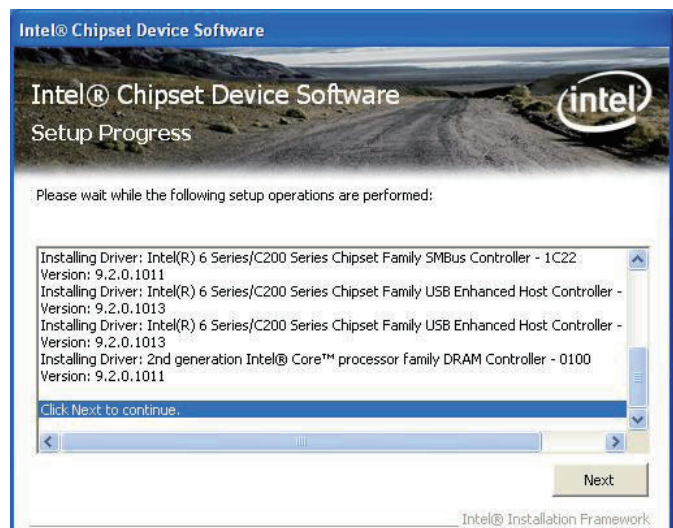 Intel® Chipset Device Software
Intel® Chipset Device Software
intel
Setup Progress
Please wait while the following setup operations are performed:
Installing Driver: Intel(R) 6 Series/C200 Series Chipset Family SMBus Controller - 1C22
Version: 9.2.0.1011
Installing Driver: Intel(R) 6 Series/C200 Series Chipset Family USB Enhanced Host Controller -
Version: 9.2.0.1013
Installing Driver: Intel(R) 6 Series/C200 Series Chipset Family USB Enhanced Host Controller -
Version: 9.2.0.1013
Installing Driver: 2nd generation Intel® Core™ processor family DRAM Controller - 0100
Version: 9.2.0.1011
Click Next to continue.
Next
Intel® Installation Framework